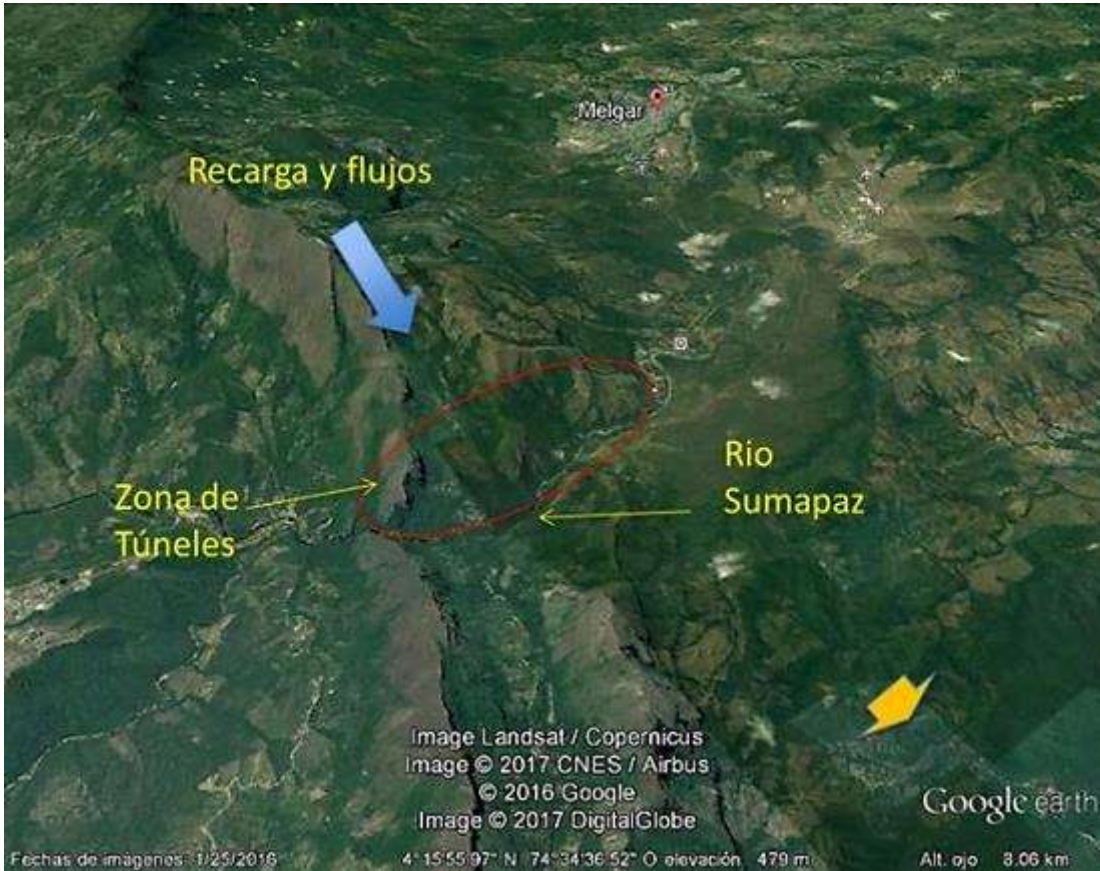 Melgar
Recarga y flujos
Rio
Sumapaz
Zona de
Túneles
Image Landsat / Copernicus
Image © 2017 CNES / Airbus
© 2016 Google
Image © 2017 DigitalGlobe
Google earth
Fechas de imágenes: 1/25/2016 4°15'55.97" N 74°34'36.52" O elevación 479 m Alt. ojo 8.06 km